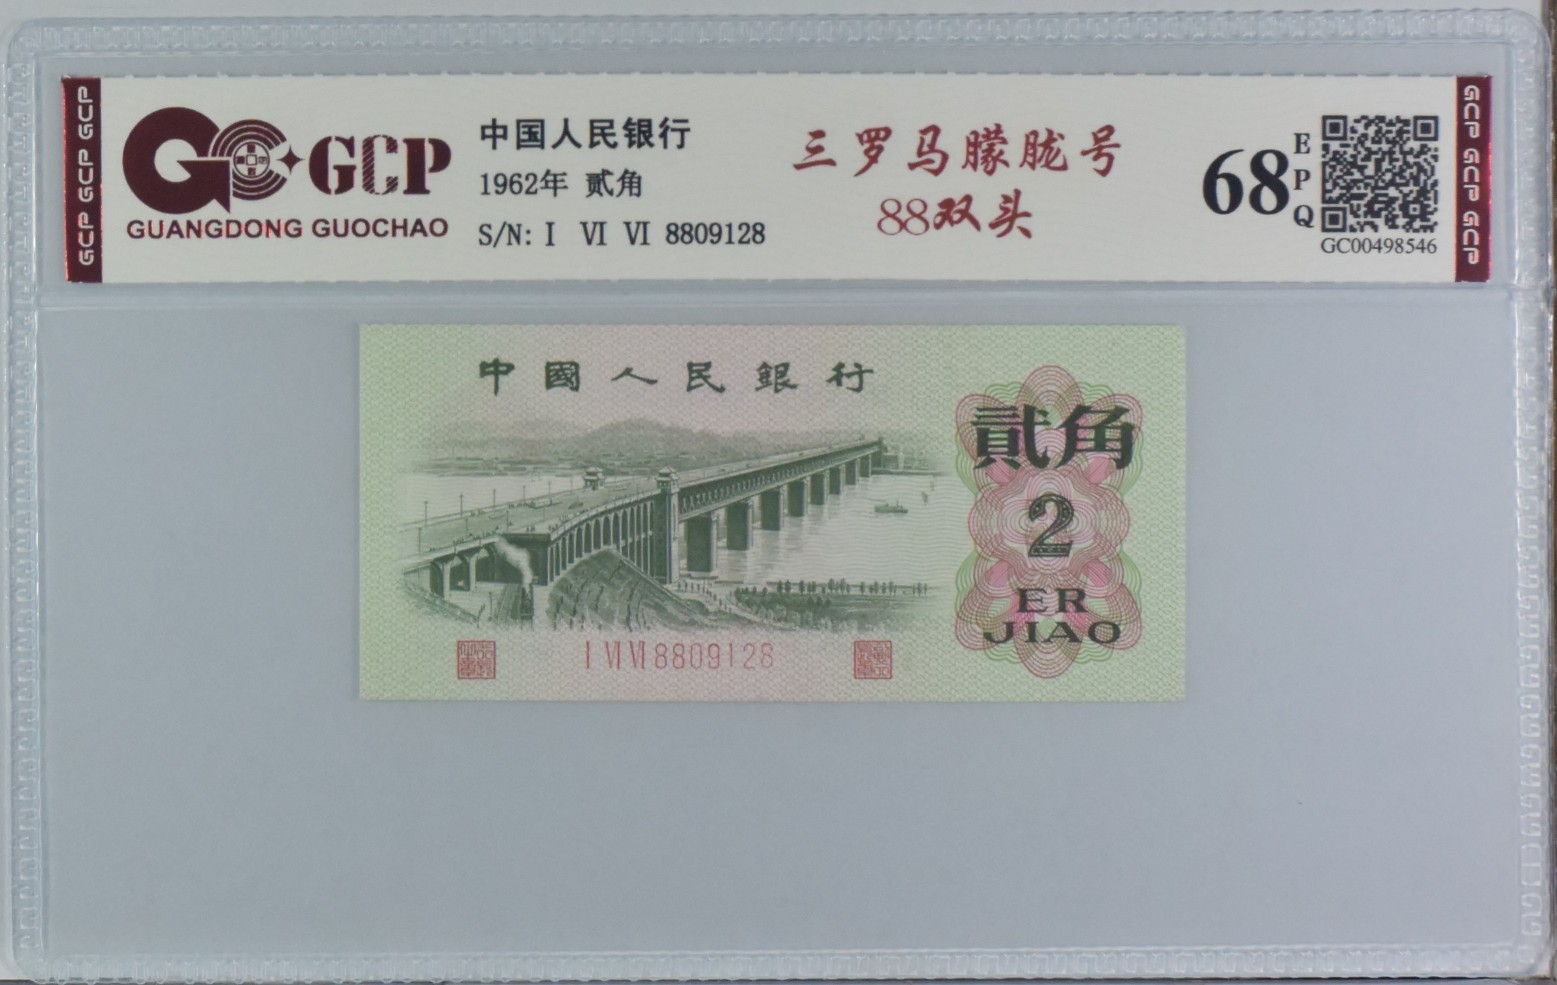 GCP GCP GCP
GCP
GUANGDONG GUOCHAO
中国人民银行
1962年 贰角
S/N: I VI VI 8809128
三罗马朦胧号
88双头
68
EPQ
GC00498546
GCP GCP GCP
中國人民銀行
貳角
2
ER
JIAO
I VI VI 8809128